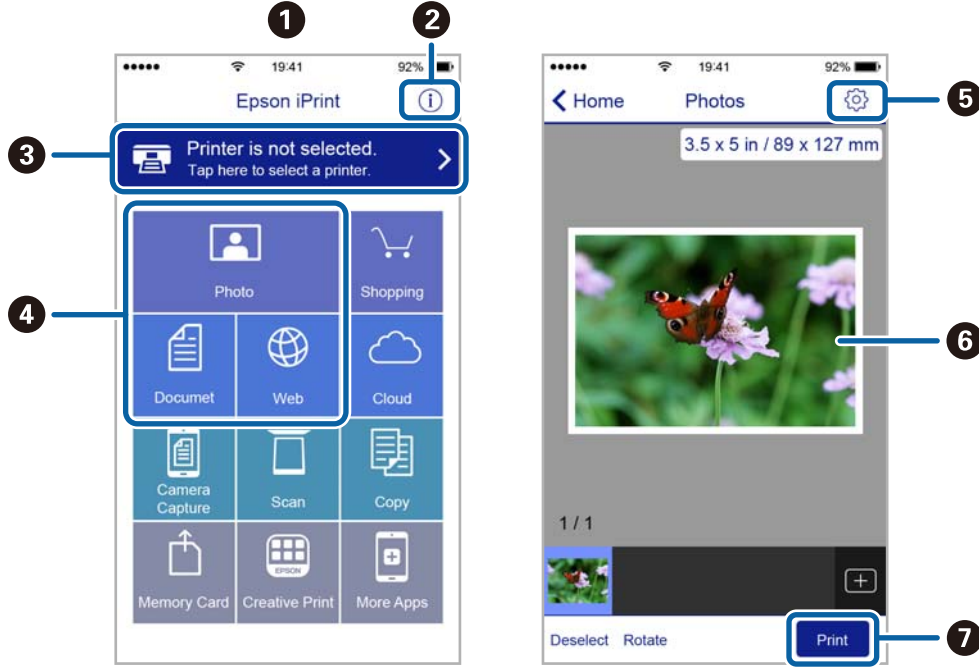 1
2
19:41
92%
Epson iPrint
i
3
Printer is not selected.
Tap here to select a printer.
4
Photo
Shopping
Documet
Web
Cloud
Camera
Capture
Scan
Copy
EPSON
Memory Card
Creative Print
More Apps
19:41
92%
Home
Photos
5
3.5 x 5 in / 89 x 127 mm
6
1 / 1
Deselect
Rotate
Print
7